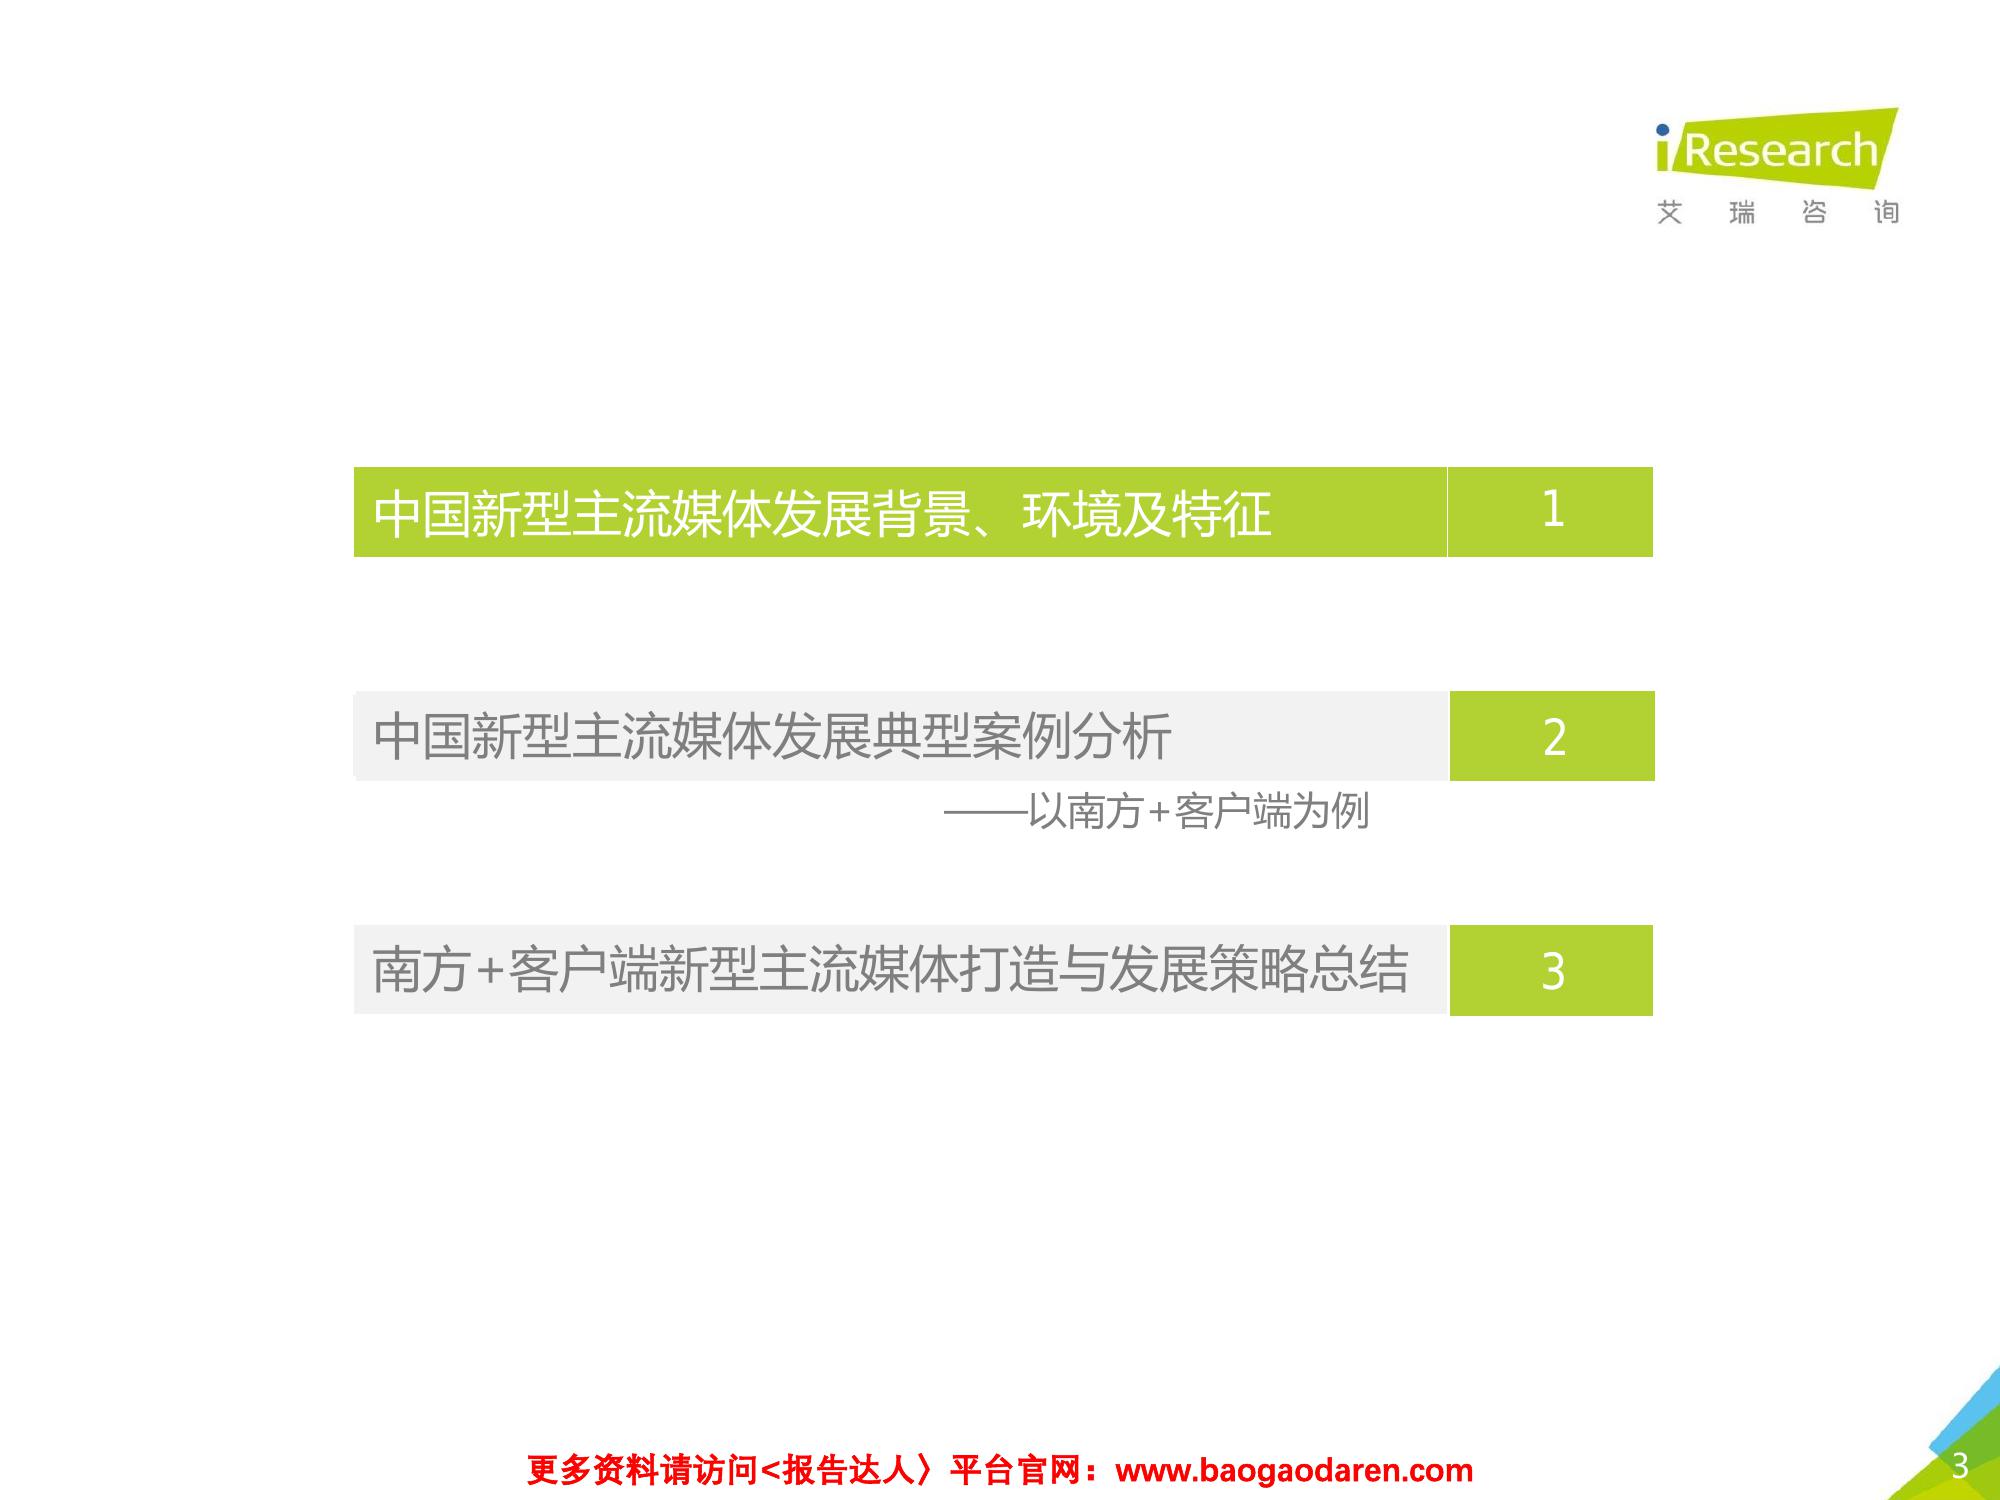 iResearch
艾瑞咨询
中国新型主流媒体发展背景、环境及特征 1
中国新型主流媒体发展典型案例分析 2
——以南方+客户端为例
南方+客户端新型主流媒体打造与发展策略总结 3
更多资料请访问<报告达人〉平台官网：www.baogaodaren.com
3